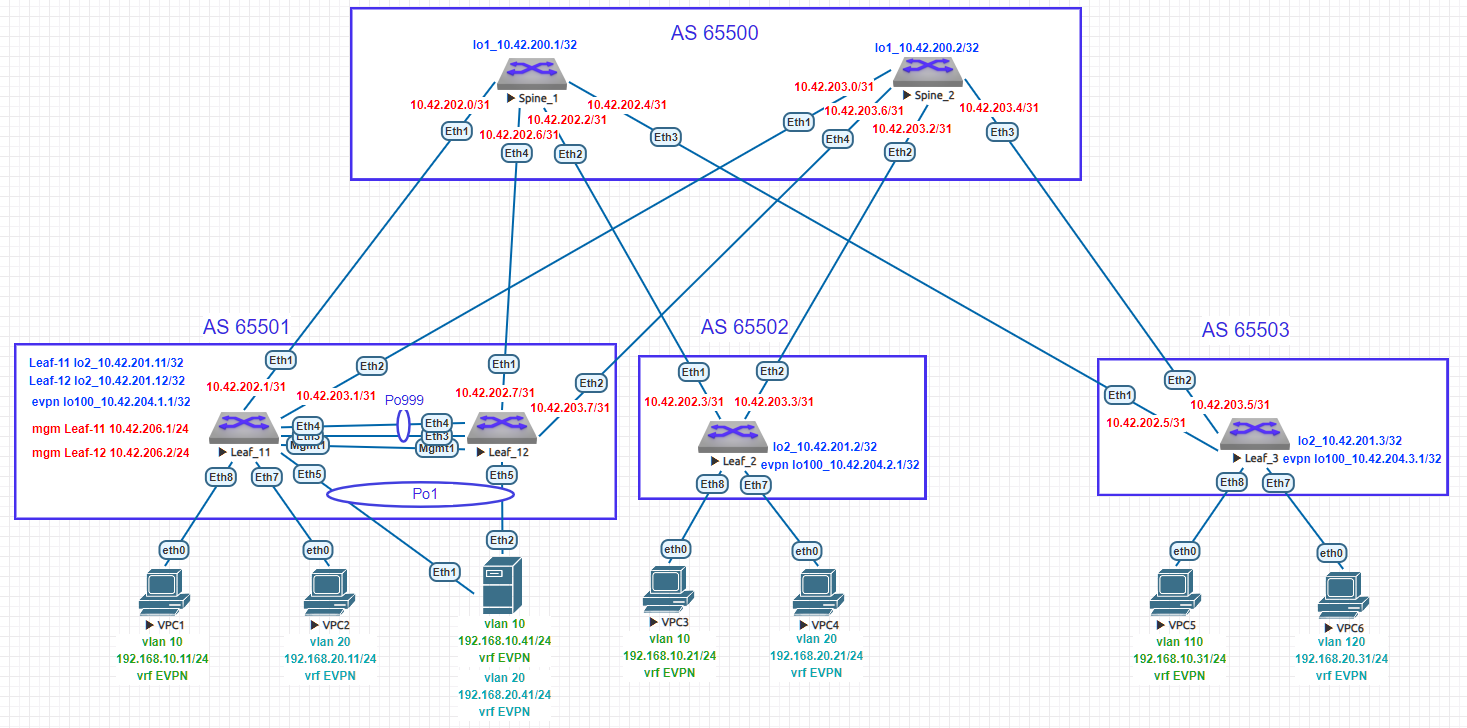 AS 65500
lo1_10.42.200.1/32
lo1_10.42.200.2/32
Spine_1
Spine_2
10.42.202.0/31
10.42.202.4/31
10.42.202.2/31
10.42.202.6/31
10.42.203.0/31
10.42.203.6/31
10.42.203.4/31
10.42.203.2/31
Eth1
Eth4
Eth2
Eth3
Eth1
Eth4
Eth2
Eth3
AS 65501
Leaf-11 lo2_10.42.201.11/32
Leaf-12 lo2_10.42.201.12/32
evpn lo100_10.42.204.1.1/32
mgm Leaf-11 10.42.206.1/24
mgm Leaf-12 10.42.206.2/24
Eth1
Eth2
Eth1
Eth2
10.42.202.1/31
10.42.203.1/31
10.42.202.7/31
10.42.203.7/31
Po999
Eth4
Eth3
Mgmt1
Eth4
Eth3
Mgmt1
Leaf_11
Leaf_12
Eth8
Eth7
Eth5
Eth5
Po1
AS 65502
Eth1
Eth2
10.42.202.3/31
10.42.203.3/31
Leaf_2
lo2_10.42.201.2/32
evpn lo100_10.42.204.2.1/32
Eth8
Eth7
AS 65503
Eth1
Eth2
10.42.202.5/31
10.42.203.5/31
Leaf_3
lo2_10.42.201.3/32
evpn lo100_10.42.204.3.1/32
Eth8
Eth7
eth0
eth0
Eth1
Eth2
eth0
eth0
eth0
eth0
VPC1
vlan 10
192.168.10.11/24
vrf EVPN
VPC2
vlan 20
192.168.20.11/24
vrf EVPN
vlan 10
192.168.10.41/24
vrf EVPN
vlan 20
192.168.20.41/24
vrf EVPN
VPC3
vlan 10
192.168.10.21/24
vrf EVPN
VPC4
vlan 20
192.168.20.21/24
vrf EVPN
VPC5
vlan 110
192.168.10.31/24
vrf EVPN
VPC6
vlan 120
192.168.20.31/24
vrf EVPN